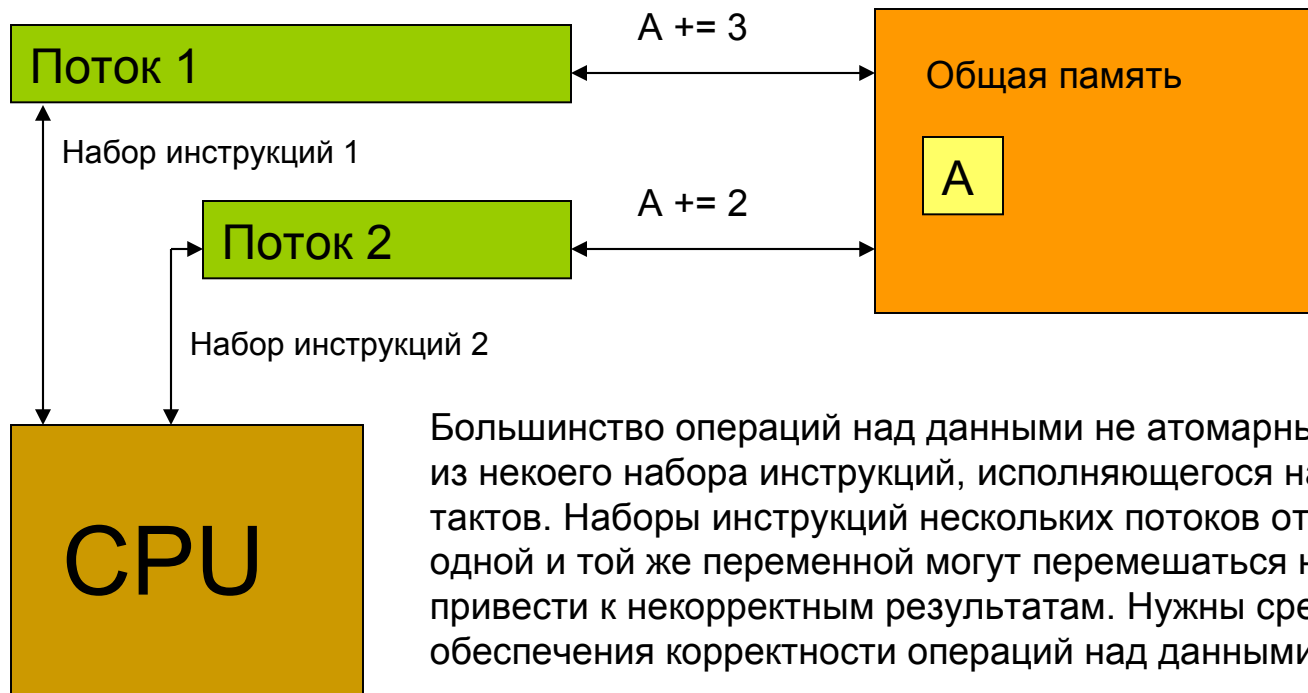 A += 3
Поток 1
Общая память
Набор инструкций 1
A
A += 2
Поток 2
Набор инструкций 2
CPU
Большинство операций над данными не
из некоего набора инструкций, исполняющегося
тактов. Наборы инструкций нескольких потоков
одной и той же переменной могут перемешаться
привести к некорректным результатам. Нужны
обеспечения корректности операций над данными